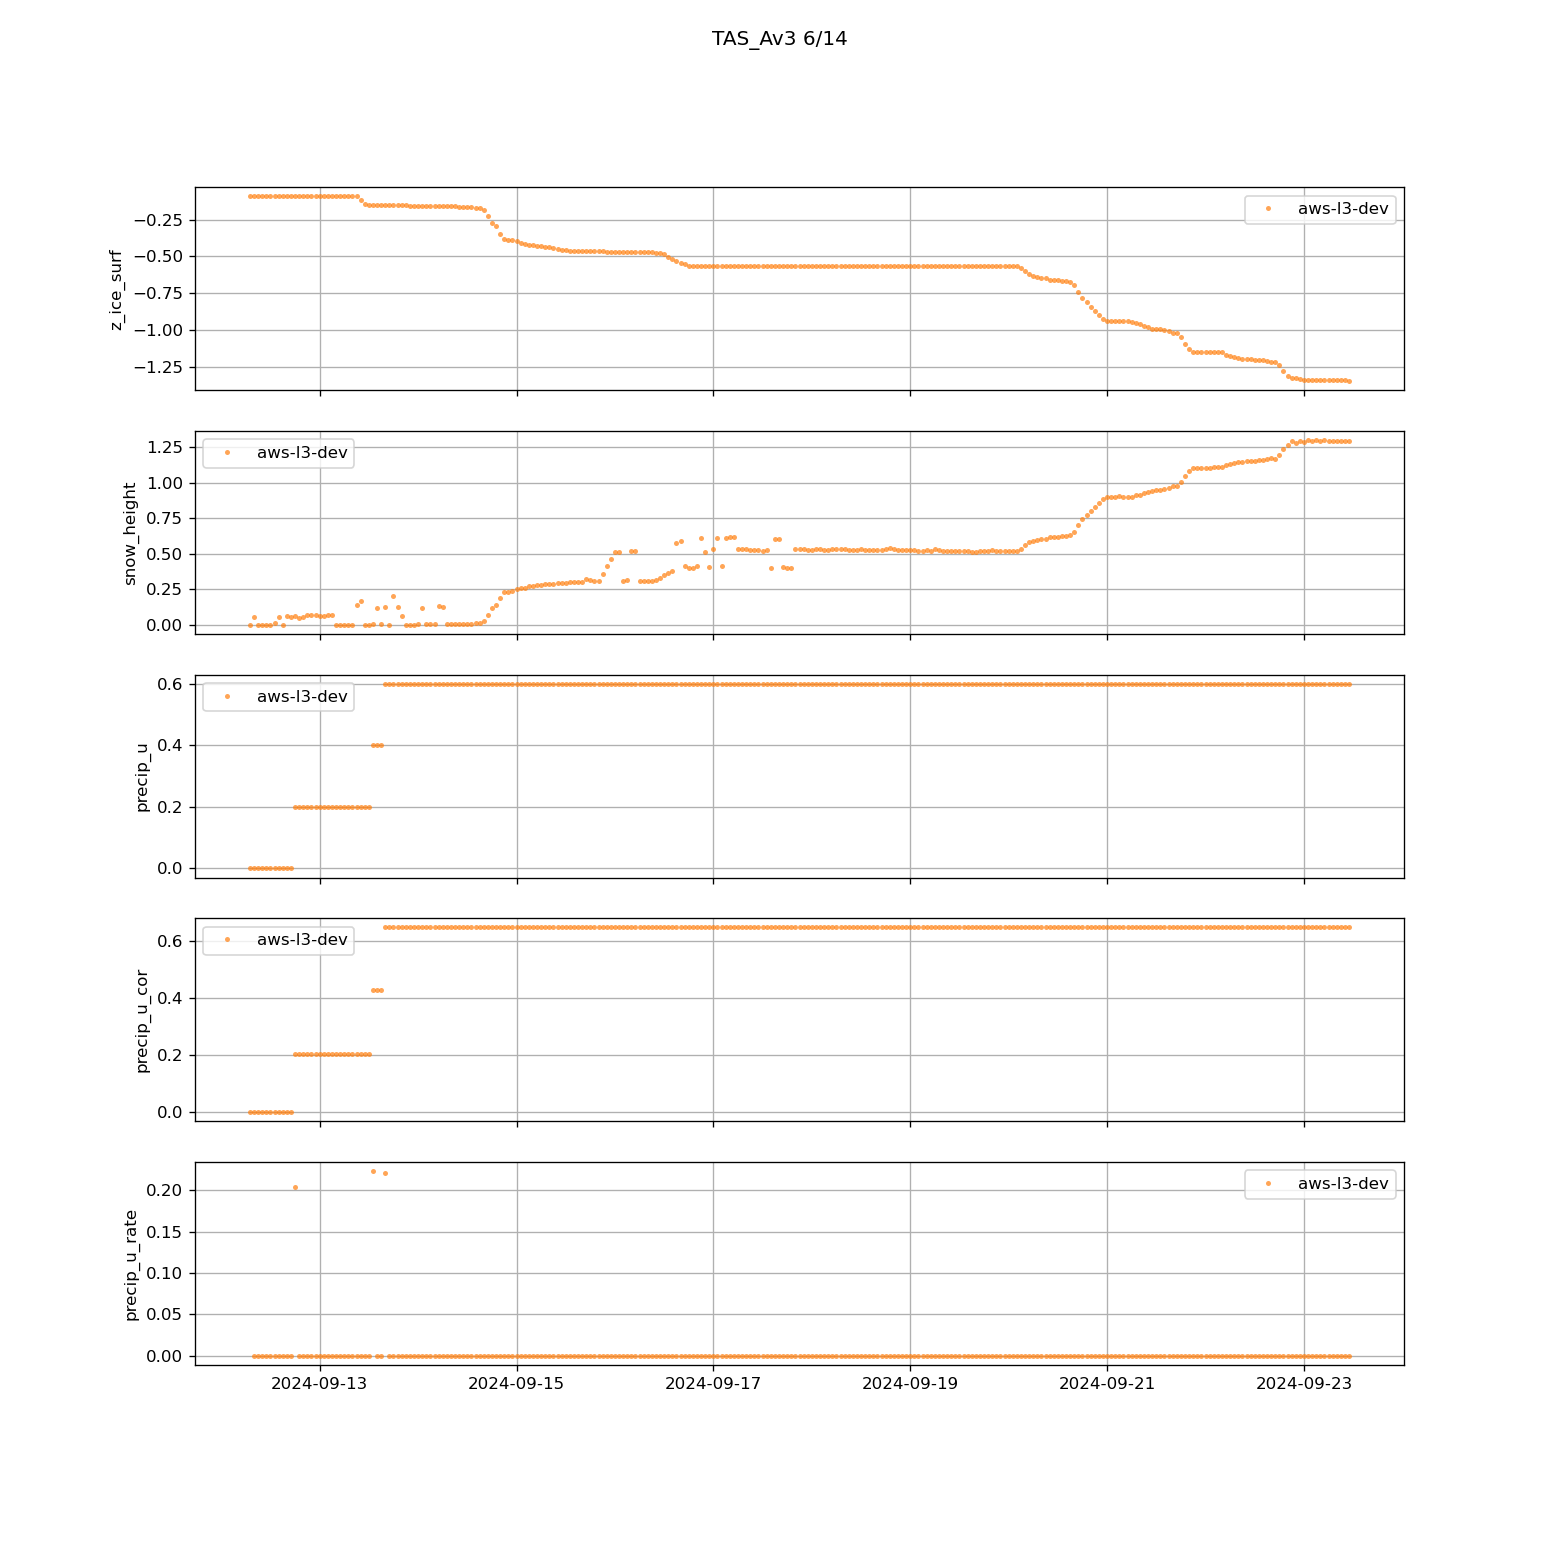 TAS_Av3 6/14
z_ice_surf
−0.25
−0.50
−0.75
−1.00
−1.25
aws-l3-dev
snow_height
1.25
1.00
0.75
0.50
0.25
0.00
aws-l3-dev
precip_u
0.6
0.4
0.2
0.0
aws-l3-dev
precip_u_cor
0.6
0.4
0.2
0.0
aws-l3-dev
precip_u_rate
0.20
0.15
0.10
0.05
0.00
aws-l3-dev
2024-09-13 2024-09-15 2024-09-17 2024-09-19 2024-09-21 2024-09-23